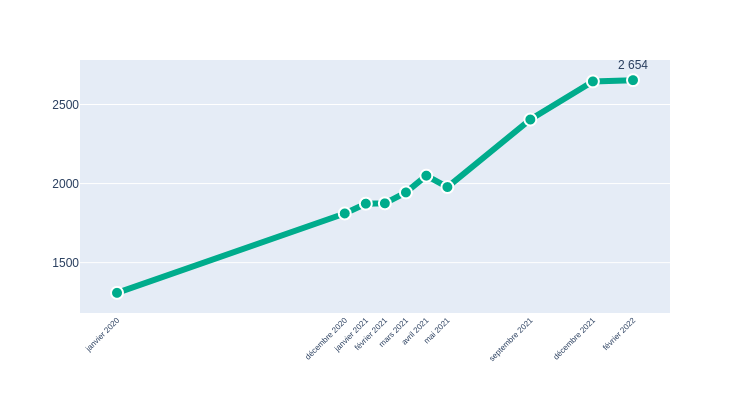 2 654
2500
2000
1500
janvier 2020
décembre 2020
janvier 2021
février 2021
mars 2021
avril 2021
mai 2021
septembre 2021
décembre 2021
février 2022